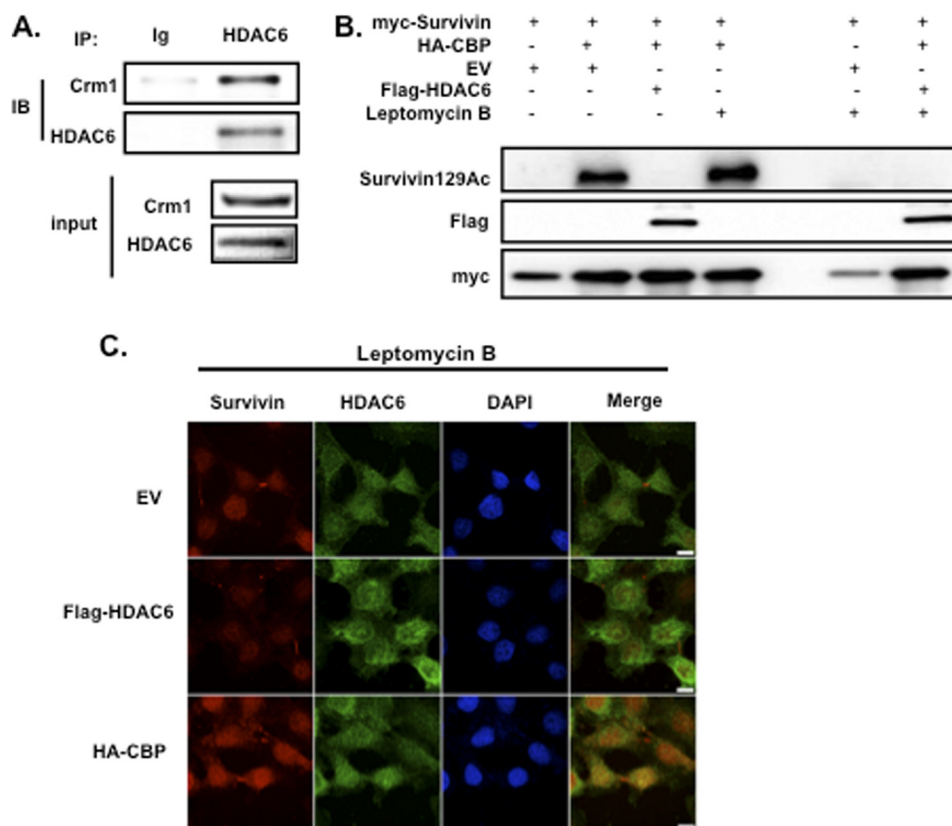 A.
IP: Ig HDAC6
IB
Crm1
HDAC6
input
Crm1
HDAC6
B.
myc-Survivin + + + + + +
HA-CBP - + + + - +
EV + + - - + -
Flag-HDAC6 - - + - - +
Leptomycin B - - - + + +
Survivin129Ac
Flag
myc
C.
Leptomycin B
Survivin HDAC6 DAPI Merge
EV
Flag-HDAC6
HA-CBP